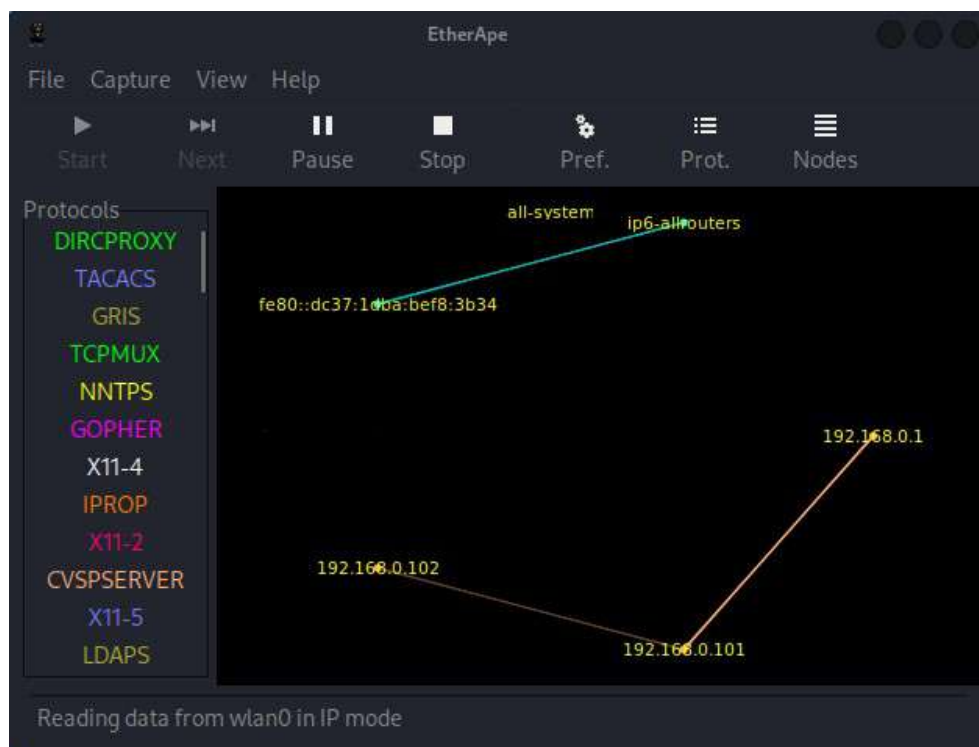 EtherApe
File Capture View Help
Start Next Pause Stop Pref. Prot. Nodes
Protocols
DIRCPROXY
TACACS
GRIS
TCPMUX
NNTPS
GOPHER
X11-4
IPROP
X11-2
CVSPSERVER
X11-5
LDAPS
all-system
ip6-allrouters
fe80::dc37:1dba:bef8:3b34
192.168.0.1
192.168.0.102
192.168.0.101
Reading data from wlan0 in IP mode